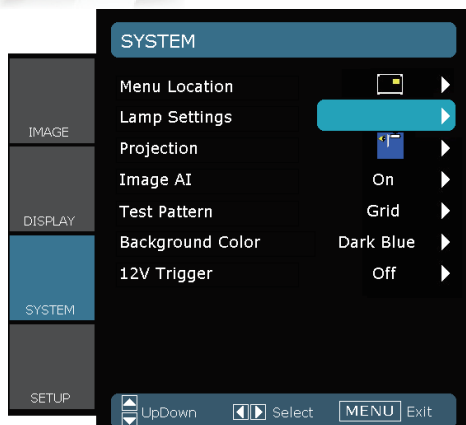 SYSTEM
IMAGE
DISPLAY
SYSTEM
SETUP
Menu Location
Lamp Settings
Projection
Image AI On
Test Pattern Grid
Background Color Dark Blue
12V Trigger Off
UpDown Select MENU Exit